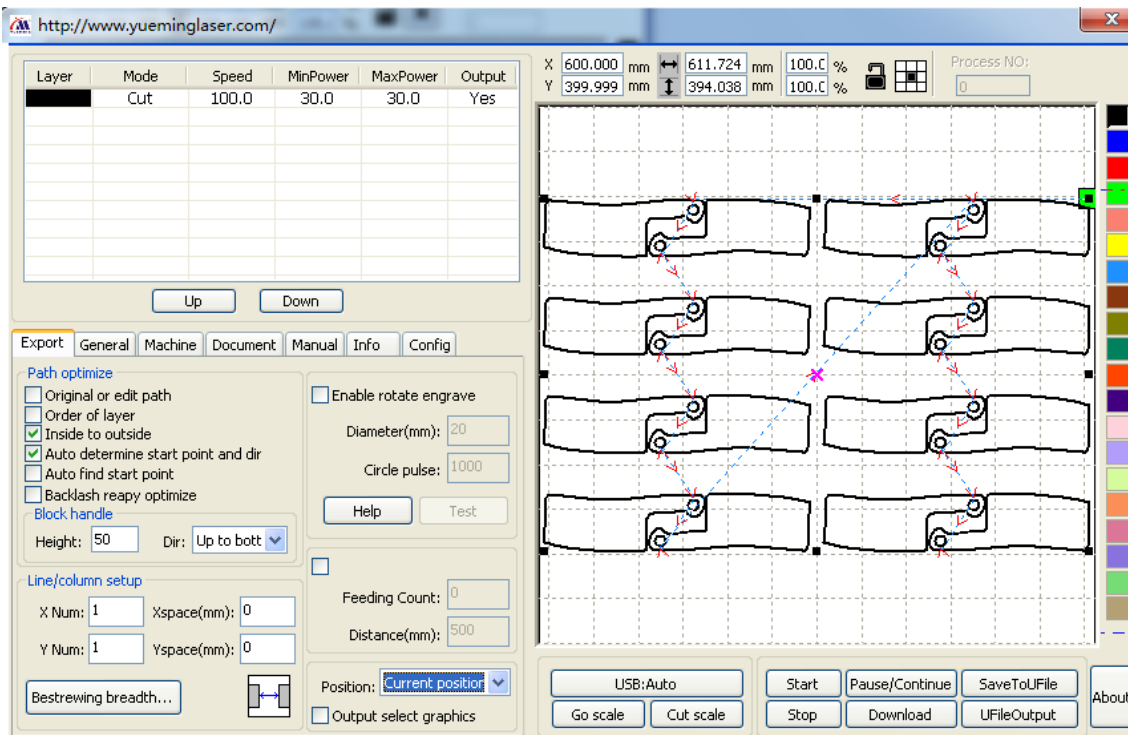 http://www.yueminglaser.com/
Layer Mode Speed MinPower MaxPower Output
Cut 100.0 30.0 30.0 Yes
Up Down
X 600.000 mm 611.724 mm 100.0 %
Y 399.999 mm 394.038 mm 100.0 %
Process NO:
0
Export General Machine Document Manual Info Config
Path optimize
Original or edit path
Order of layer
Inside to outside
Auto determine start point and dir
Auto find start point
Backlash reapy optimize
Block handle
Height: 50 Dir: Up to bott
Line/column setup
X Num: 1 Xspace(mm): 0
Y Num: 1 Yspace(mm): 0
Bestrewing breadth...
Enable rotate engrave
Diameter(mm): 20
Circle pulse: 1000
Help Test
Feeding Count: 0
Distance(mm): 500
Position: Current position
Output select graphics
USB:Auto
Go scale Cut scale
Start Pause/Continue SaveToUFile
Stop Download UFileOutput
About